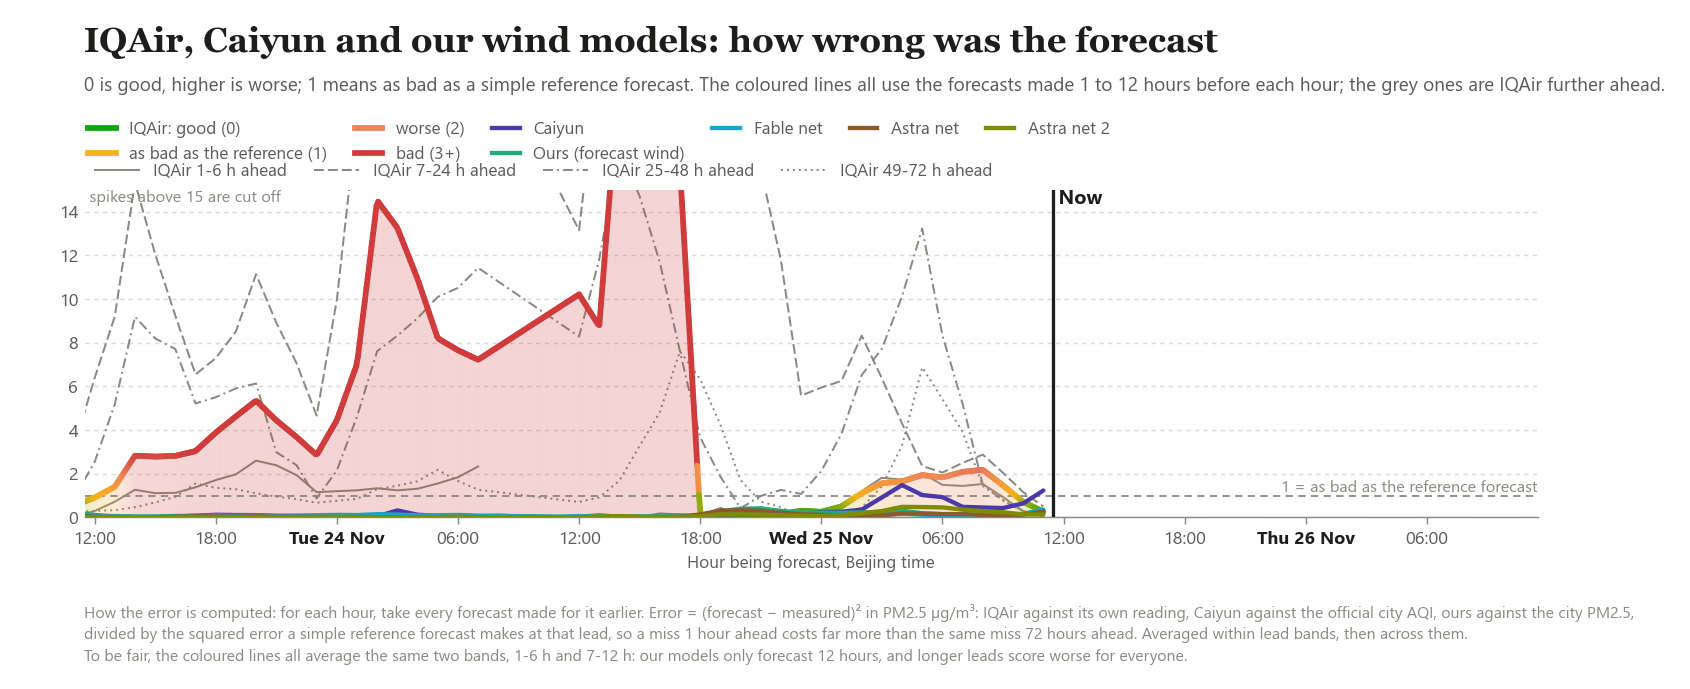 IQAir, Caiyun and our wind models: how wrong was the forecast
0 is good, higher is worse; 1 means as bad as a simple reference forecast. The coloured lines all use the forecasts made 1 to 12 hours before each hour; the grey ones are IQAir further ahead.
IQAir: good (0) worse (2) Caiyun Fable net Astra net Astra net 2
as bad as the reference (1) bad (3+) Ours (forecast wind)
IQAir 1-6 h ahead IQAir 7-24 h ahead IQAir 25-48 h ahead IQAir 49-72 h ahead
spikes above 15 are cut off
Now
14
12
10
8
6
4
2
0
1 = as bad as the reference forecast
12:00 18:00 Tue 24 Nov 06:00 12:00 18:00 Wed 25 Nov 06:00 12:00 18:00 Thu 26 Nov 06:00
Hour being forecast, Beijing time
How the error is computed: for each hour, take every forecast made for it earlier. Error = (forecast − measured)² in PM2.5 µg/m³: IQAir against its own reading, Caiyun against the official city AQI, ours against the city PM2.5,
divided by the squared error a simple reference forecast makes at that lead, so a miss 1 hour ahead costs far more than the same miss 72 hours ahead. Averaged within lead bands, then across them.
To be fair, the coloured lines all average the same two bands, 1-6 h and 7-12 h: our models only forecast 12 hours, and longer leads score worse for everyone.